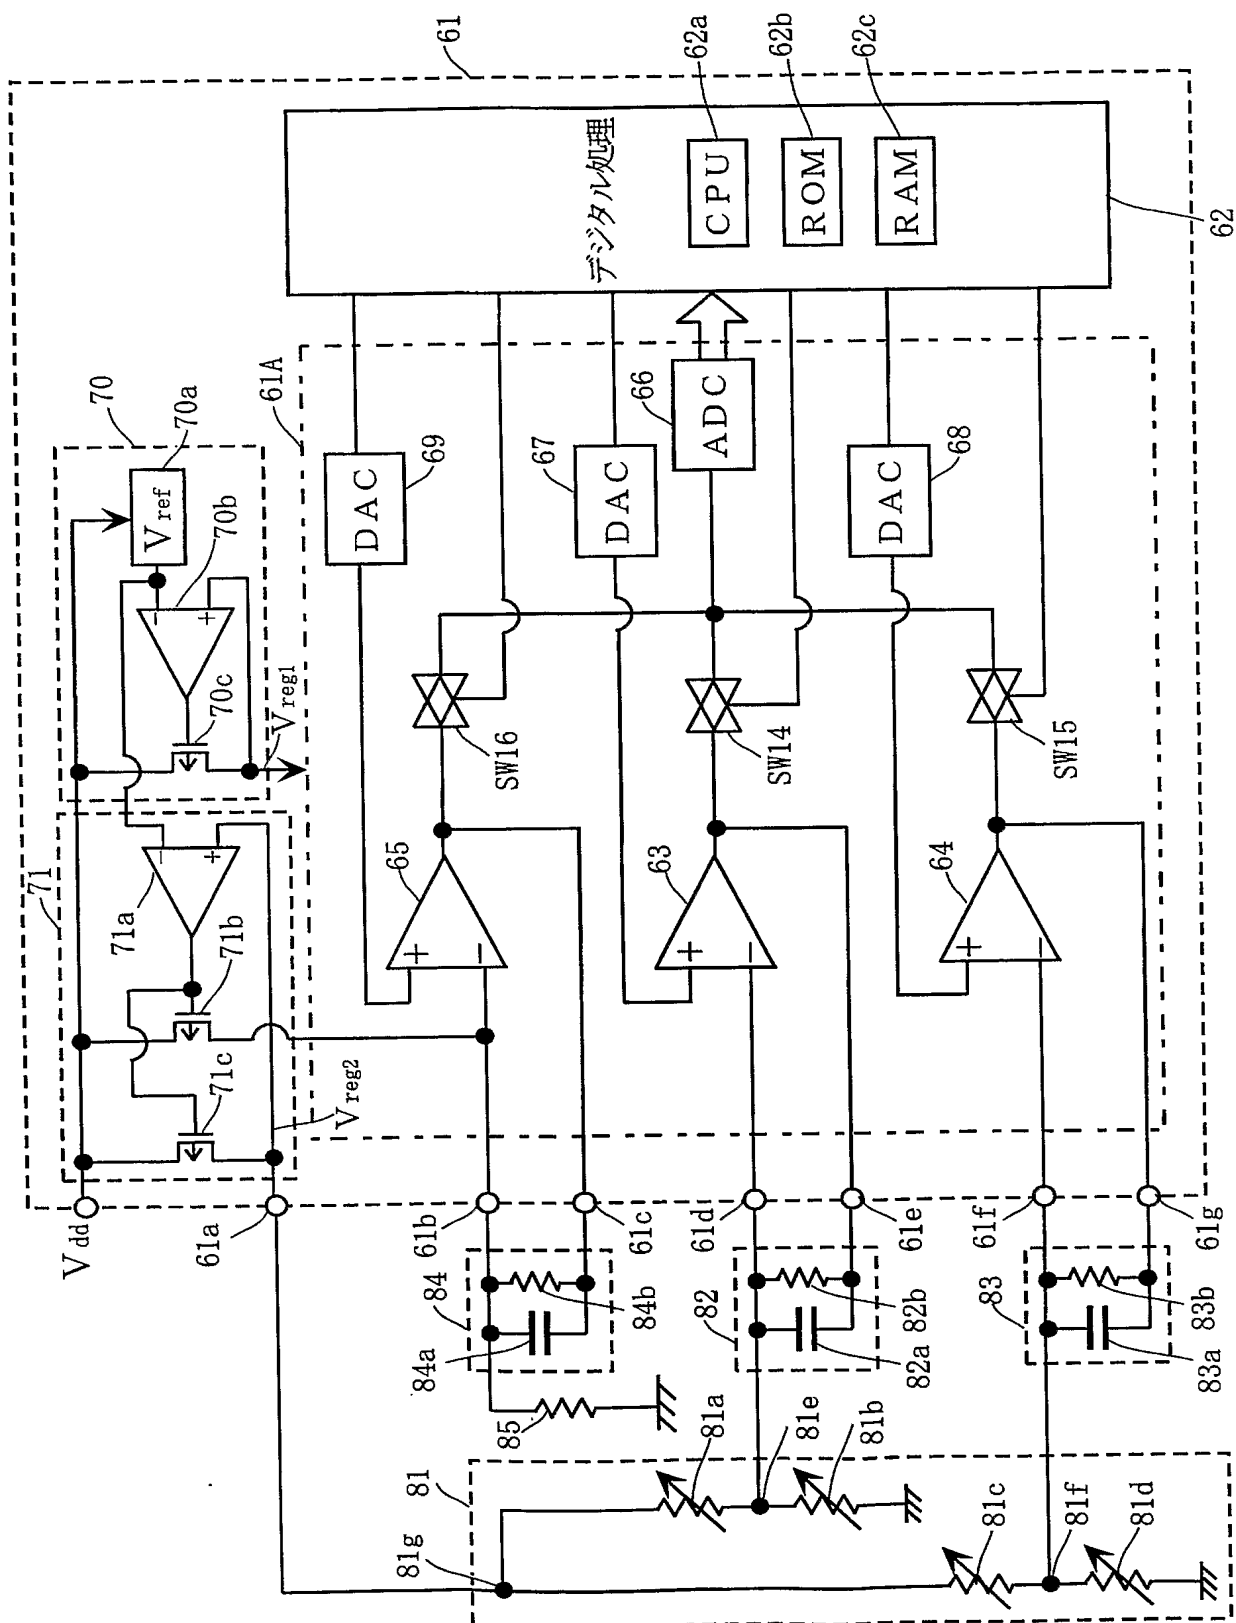 61
62a
62b
62c
デジタル処理
CPU
ROM
RAM
62
70
70a
Vref
70b
70c
Vreg1
61A
69
DAC
67
DAC
66
ADC
68
DAC
SW16
SW14
SW15
71
71a
71b
71c
Vreg2
-
+
-
+
65
+
-
63
+
-
64
+
-
Vdd
61a
61b
61c
61d
61e
61f
61g
84
84a
84b
82
82a
82b
83
83a
83b
85
81
81g
81a
81e
81b
81c
81f
81d